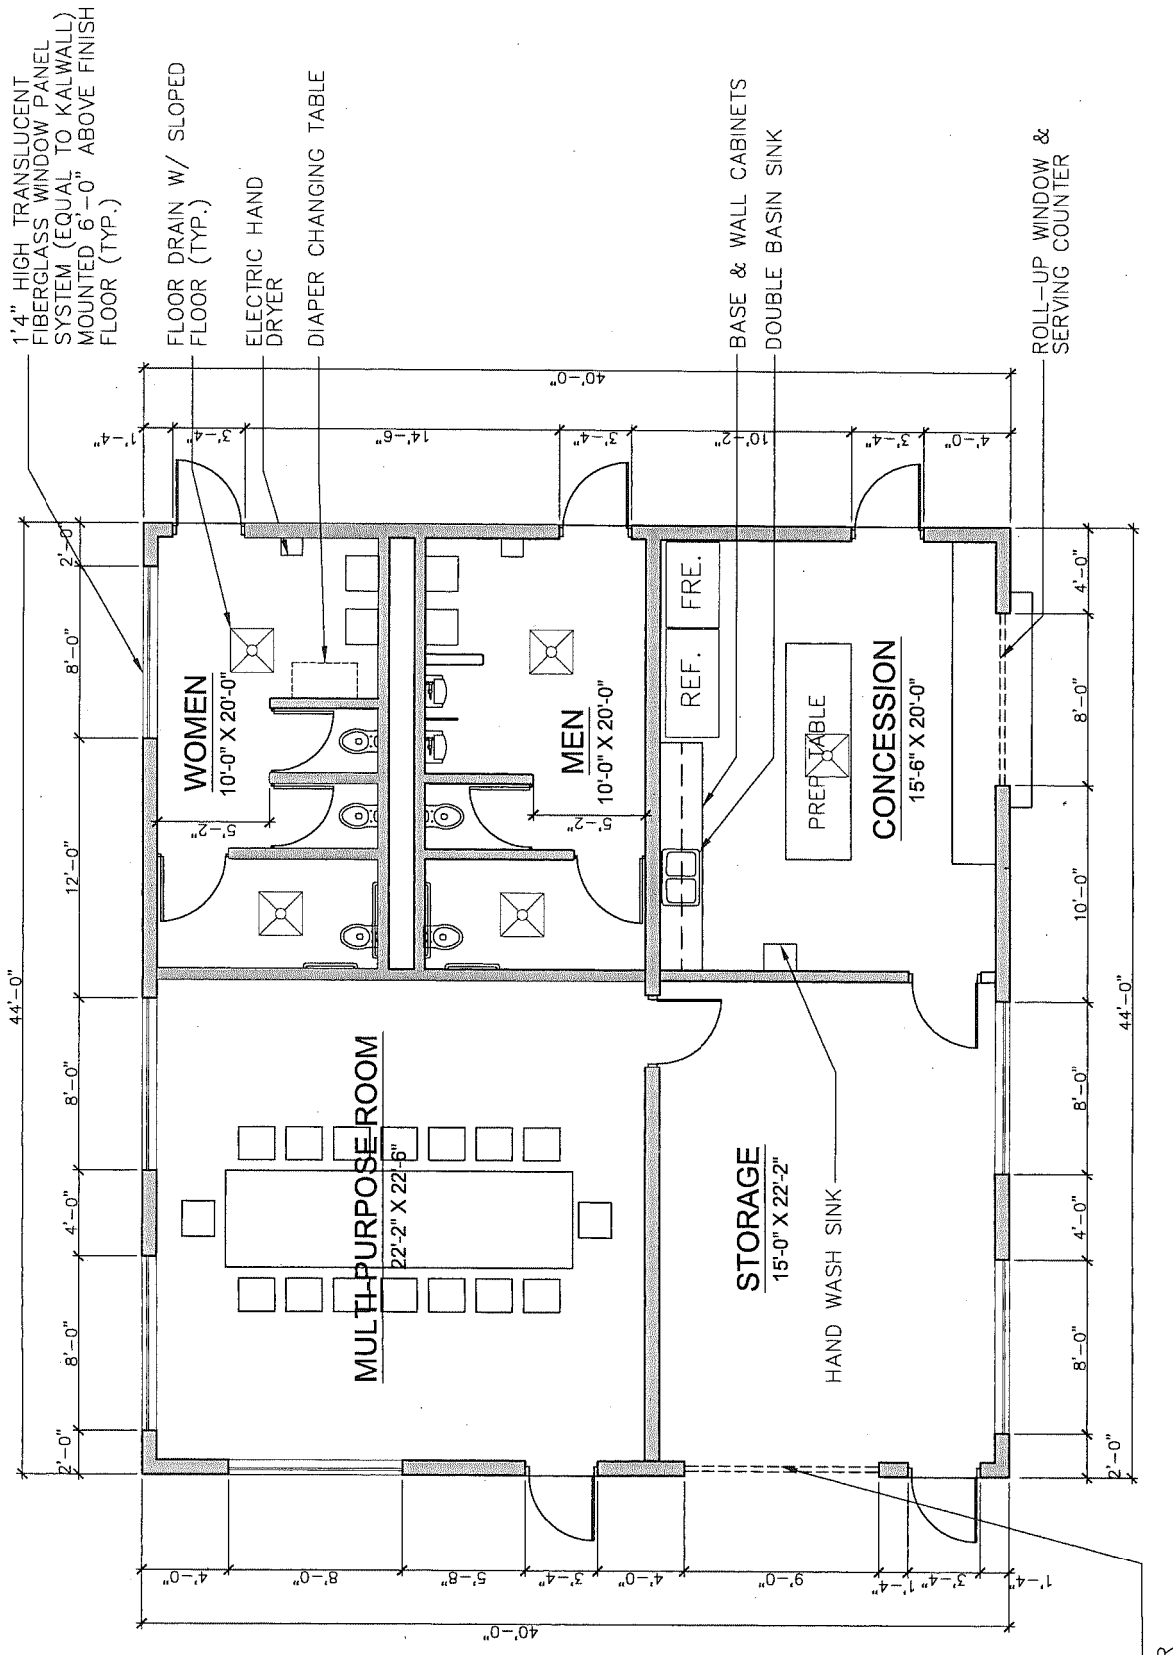 1'4" HIGH TRANSLUCENT
FIBERGLASS WINDOW PANEL
SYSTEM (EQUAL TO KALWALL)
MOUNTED 6'-0" ABOVE FINISH
FLOOR (TYP.)
FLOOR DRAIN W/ SLOPED
FLOOR (TYP.)
ELECTRIC HAND
DRYER
DIAPER CHANGING TABLE
BASE & WALL CABINETS
DOUBLE BASIN SINK
ROLL-UP WINDOW &
SERVING COUNTER
44'-0"
2'-0"
8'-0"
4'-0"
8'-0"
12'-0"
8'-0"
2'-0"
40'-0"
1'-4"
3'-4"
14'-6"
3'-4"
10'-2"
3'-4"
4'-0"
WOMEN
10'-0" X 20'-0"
5'-2"
MEN
10'-0" X 20'-0"
5'-2"
REF.
FRE.
PREP TABLE
CONCESSION
15'-6" X 20'-0"
MULTI-PURPOSE ROOM
22'-2" X 22'-6"
STORAGE
15'-0" X 22'-2"
HAND WASH SINK
4'-0"
8'-0"
5'-8"
3'-4"
4'-0"
9'-0"
1'-4"
3'-4"
1'-4"
40'-0"
2'-0"
8'-0"
4'-0"
8'-0"
10'-0"
8'-0"
4'-0"
44'-0"
R